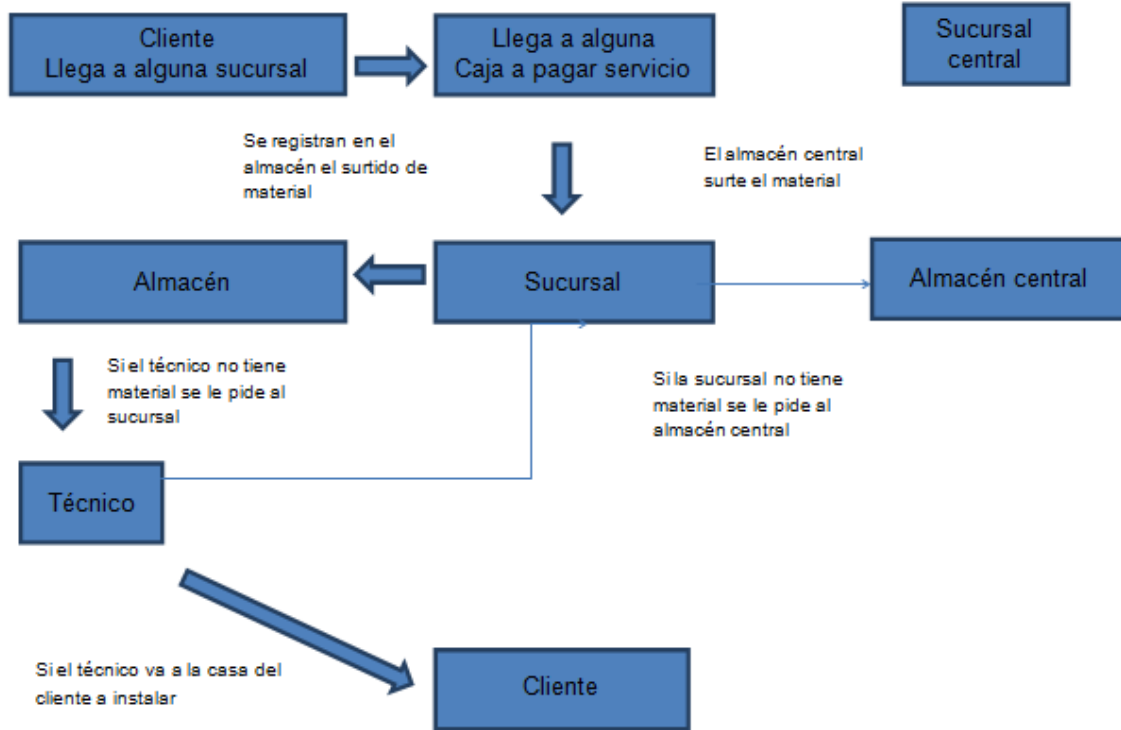 Cliente
Llega a alguna sucursal
Llega a alguna
Caja a pagar servicio
Sucursal
central
Se registran en el
almacén el surtido de
material
El almacén central
surte el material
Almacén
Sucursal
Almacén central
Si el técnico no tiene
material se le pide al
sucursal
Si la sucursal no tiene
material se le pide al
almacén central
Técnico
Si el técnico va a la casa del
cliente a instalar
Cliente